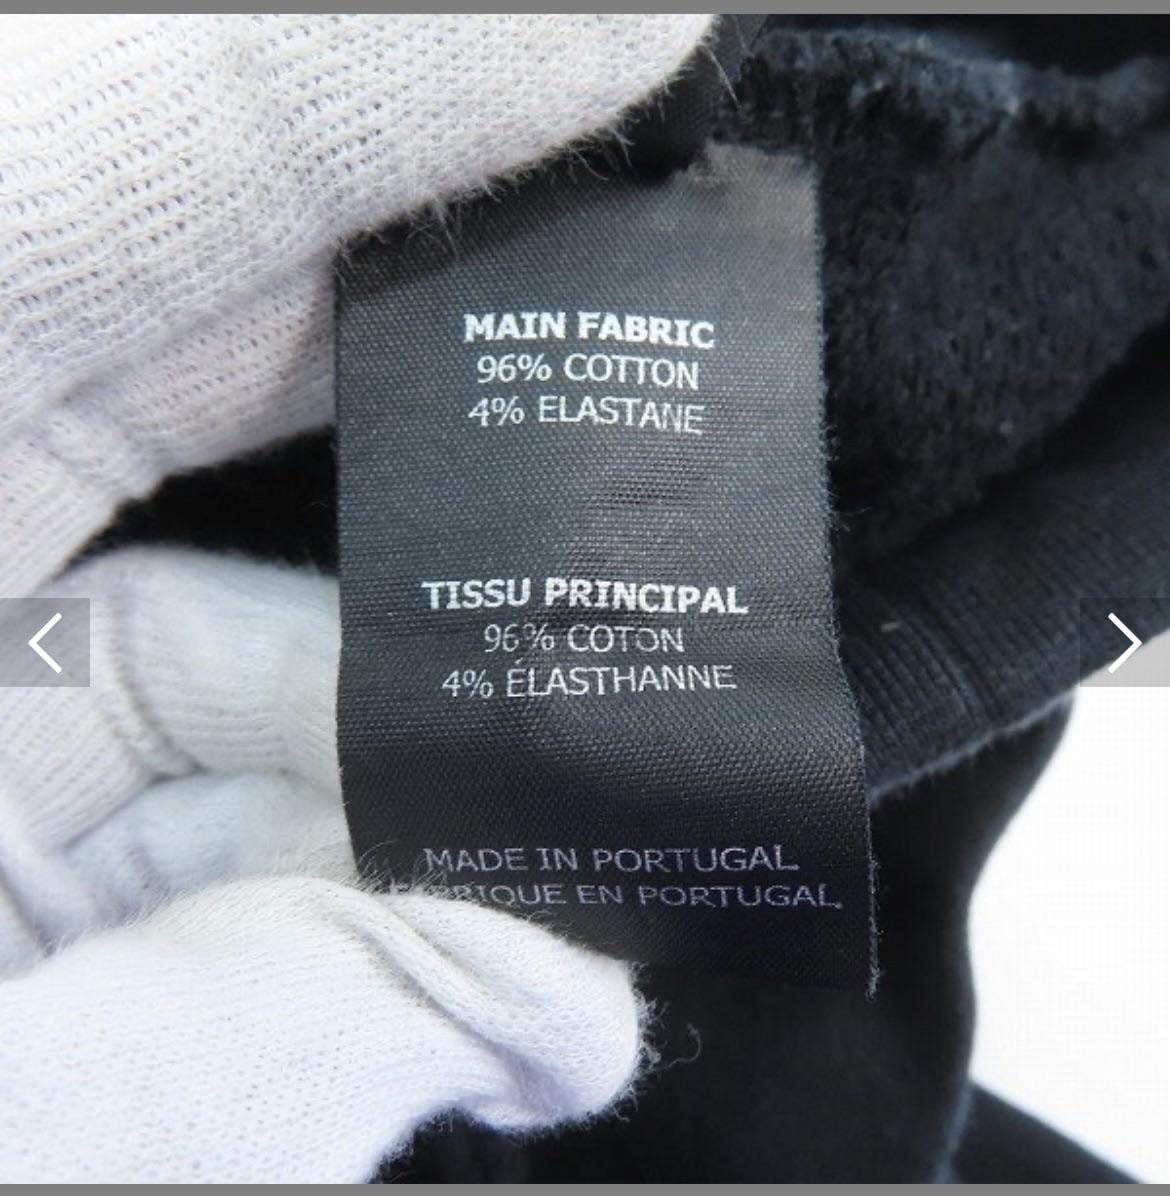 MAIN FABRIC
96% COTTON
4% ELASTANE
TISSU PRINCIPAL
96% COTON
4% ÉLASTHANNE
MADE IN PORTUGAL
EN PORTUGAL